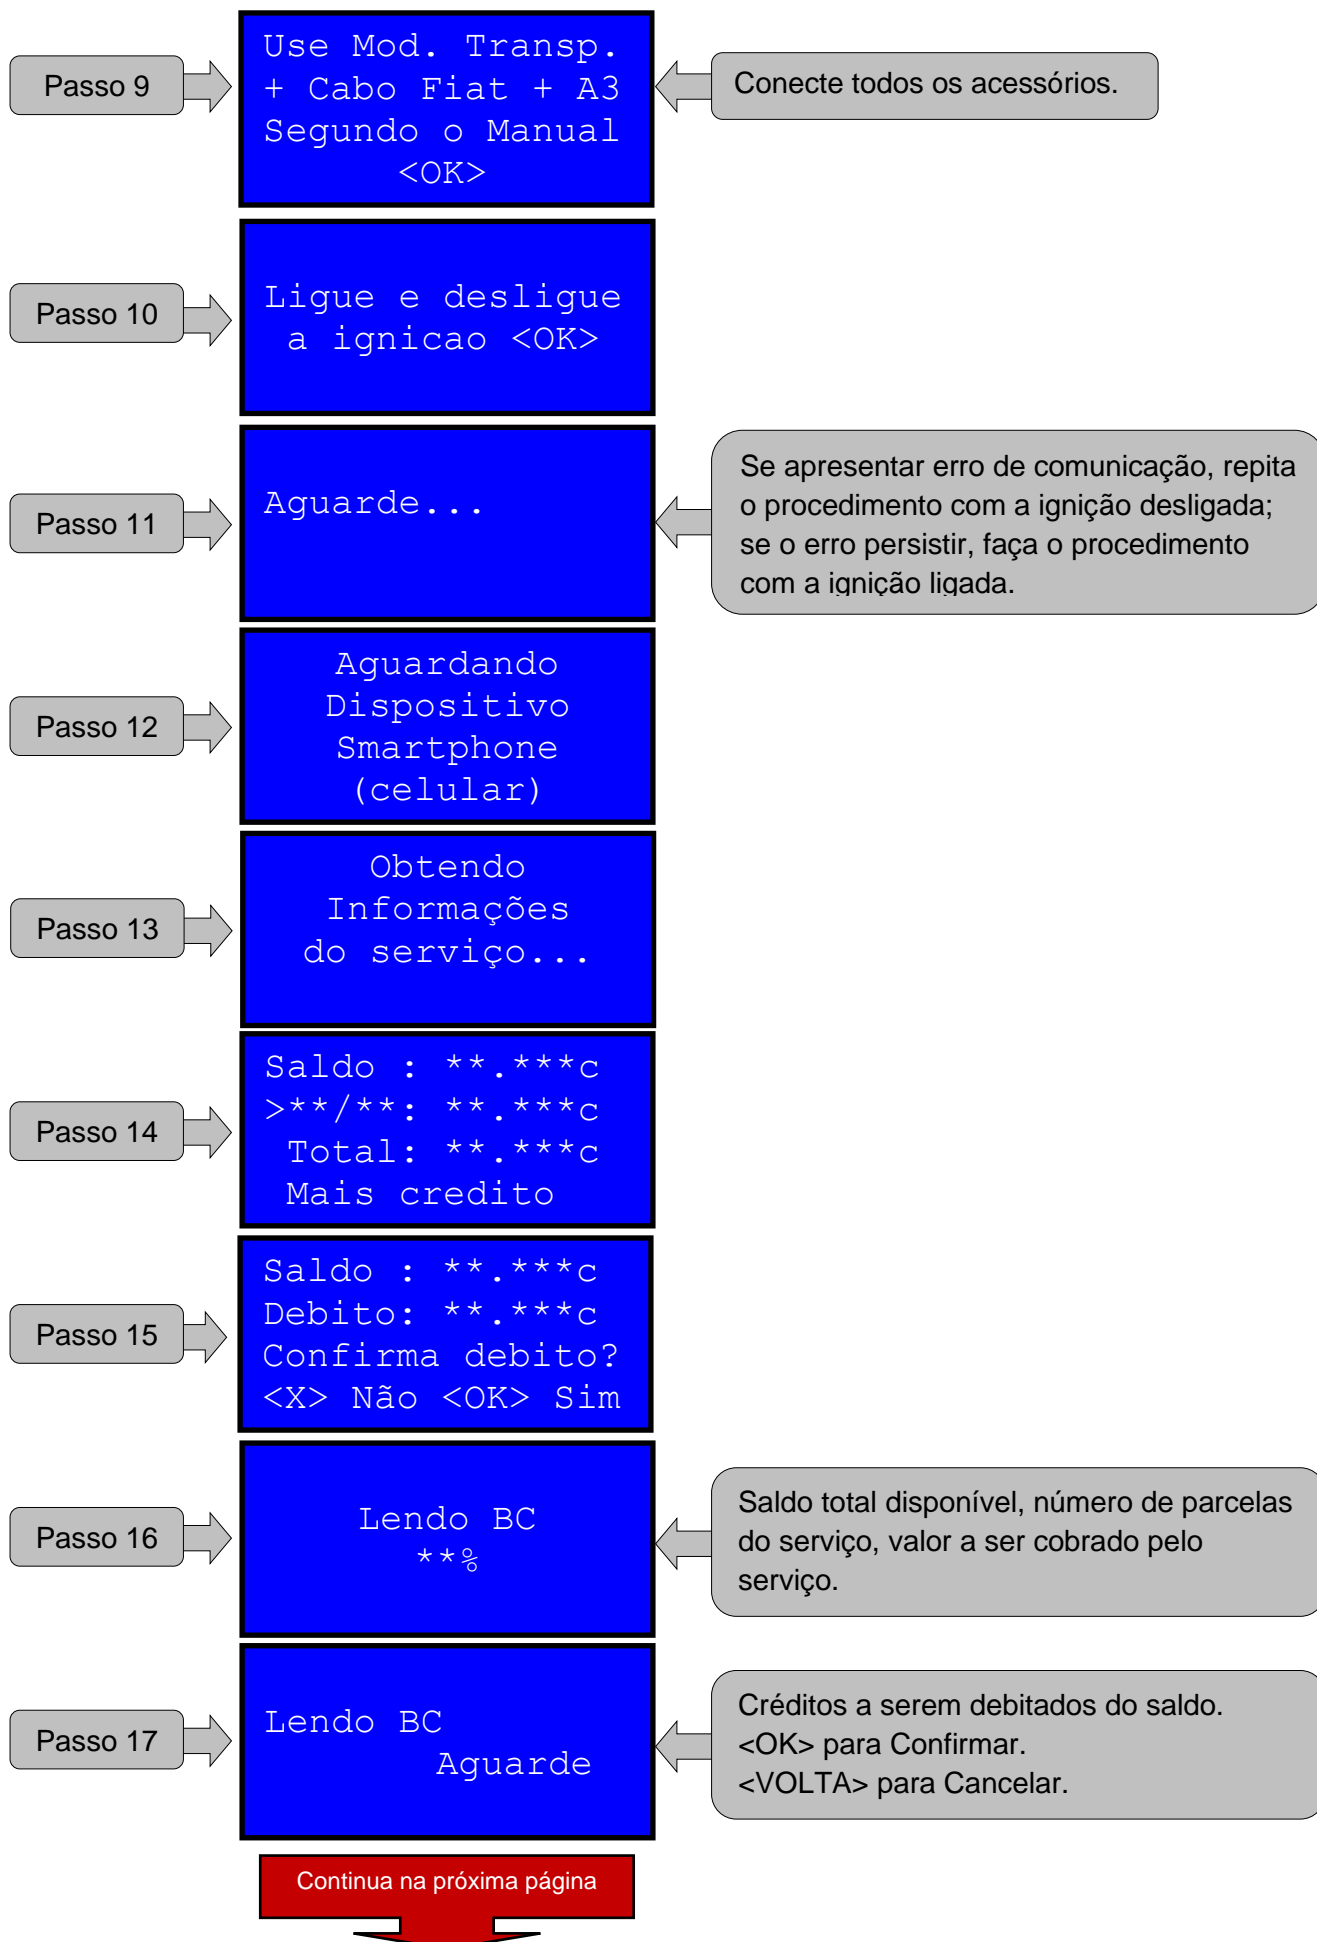 Passo 9
Use Mod. Transp.
+ Cabo Fiat + A3
Segundo o Manual
<OK>
Conecte todos os acessórios.
Passo 10
Ligue e desligue
a ignicao <OK>
Passo 11
Aguarde...
Se apresentar erro de comunicação, repita
o procedimento com a ignição desligada;
se o erro persistir, faça o procedimento
com a ignição ligada.
Passo 12
Aguardando
Dispositivo
Smartphone
(celular)
Passo 13
Obtendo
Informações
do serviço...
Passo 14
Saldo : **.***c
>**/**: **.***c
Total: **.***c
Mais credito
Passo 15
Saldo : **.***c
Debito: **.***c
Confirma debito?
<X> Não <OK> Sim
Passo 16
Lendo BC
**%
Saldo total disponível, número de parcelas
do serviço, valor a ser cobrado pelo
serviço.
Passo 17
Lendo BC
Aguarde
Créditos a serem debitados do saldo.
<OK> para Confirmar.
<VOLTA> para Cancelar.
Continua na próxima página